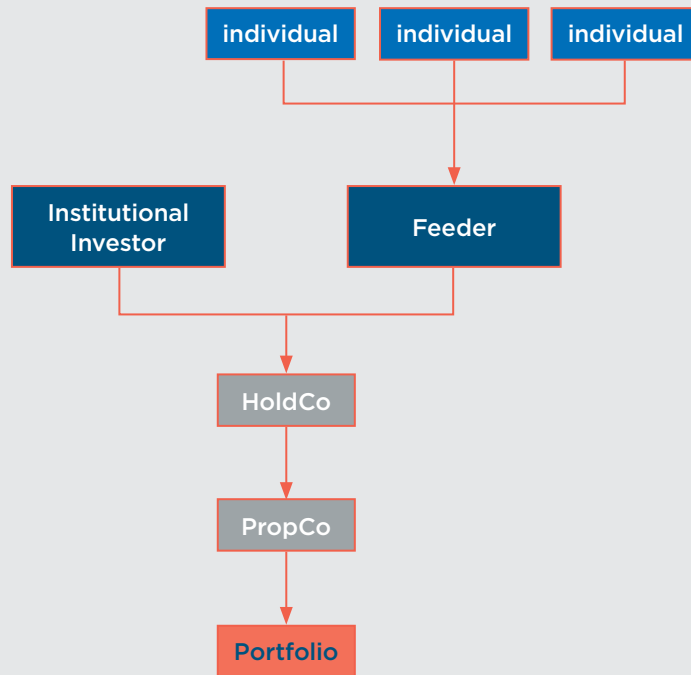 individual
individual
individual
Institutional
Investor
Feeder
HoldCo
PropCo
Portfolio